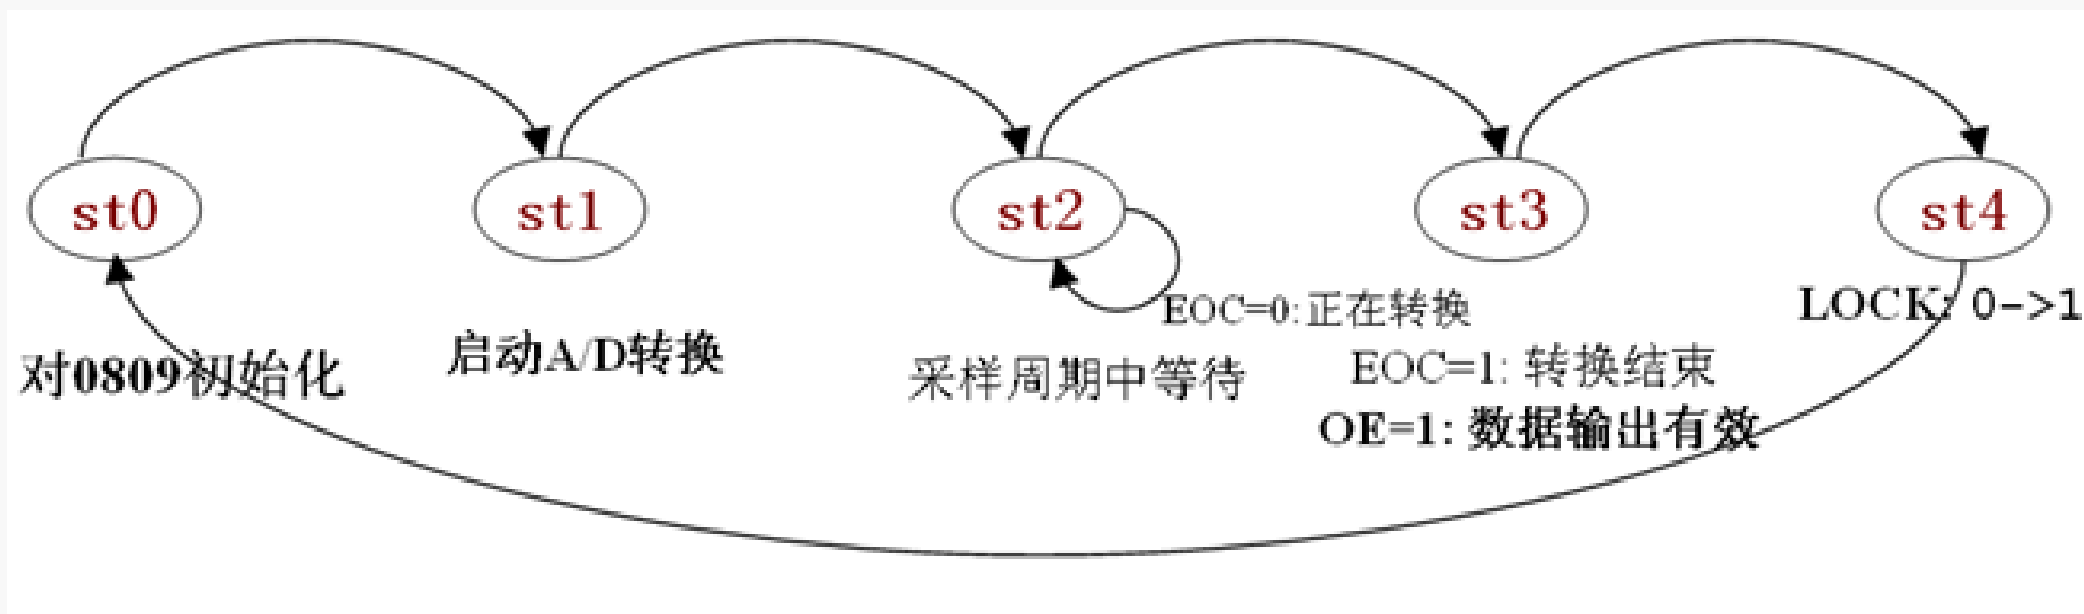 st0
st1
st2
st3
st4
EOC=0:正在转换
LOCK: 0->1
对0809初始化
启动A/D转换
采样周期中等待
EOC=1: 转换结束
OE=1: 数据输出有效